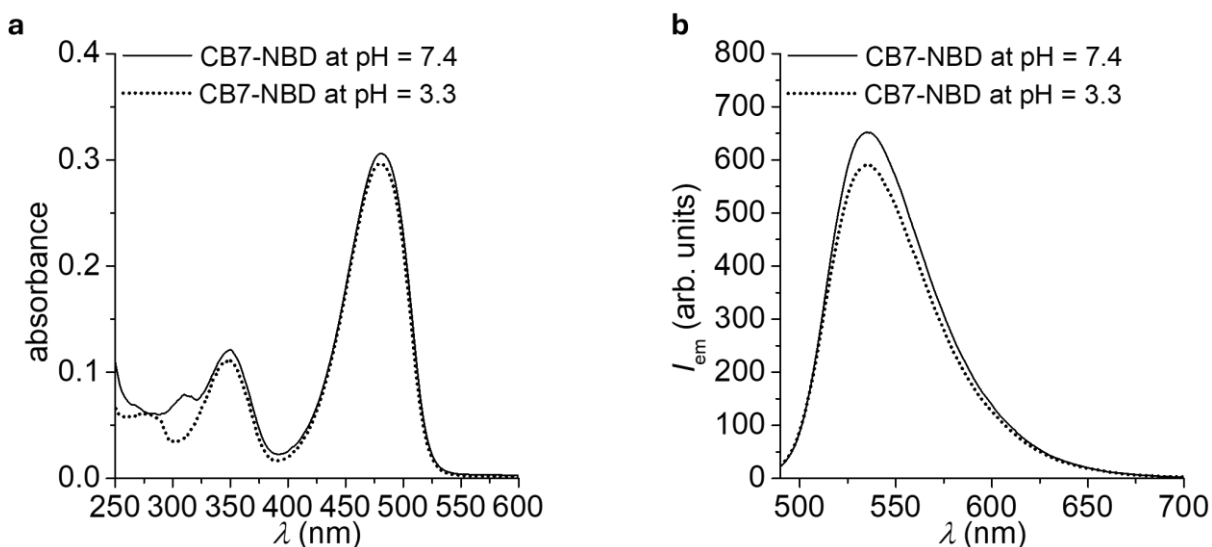 a
CB7-NBD at pH = 7.4
CB7-NBD at pH = 3.3
absorbance
0.4
0.3
0.2
0.1
0.0
250 300 350 400 450 500 550 600
λ (nm)
b
CB7-NBD at pH = 7.4
CB7-NBD at pH = 3.3
I_em (arb. units)
800
700
600
500
400
300
200
100
0
500 550 600 650 700
λ (nm)